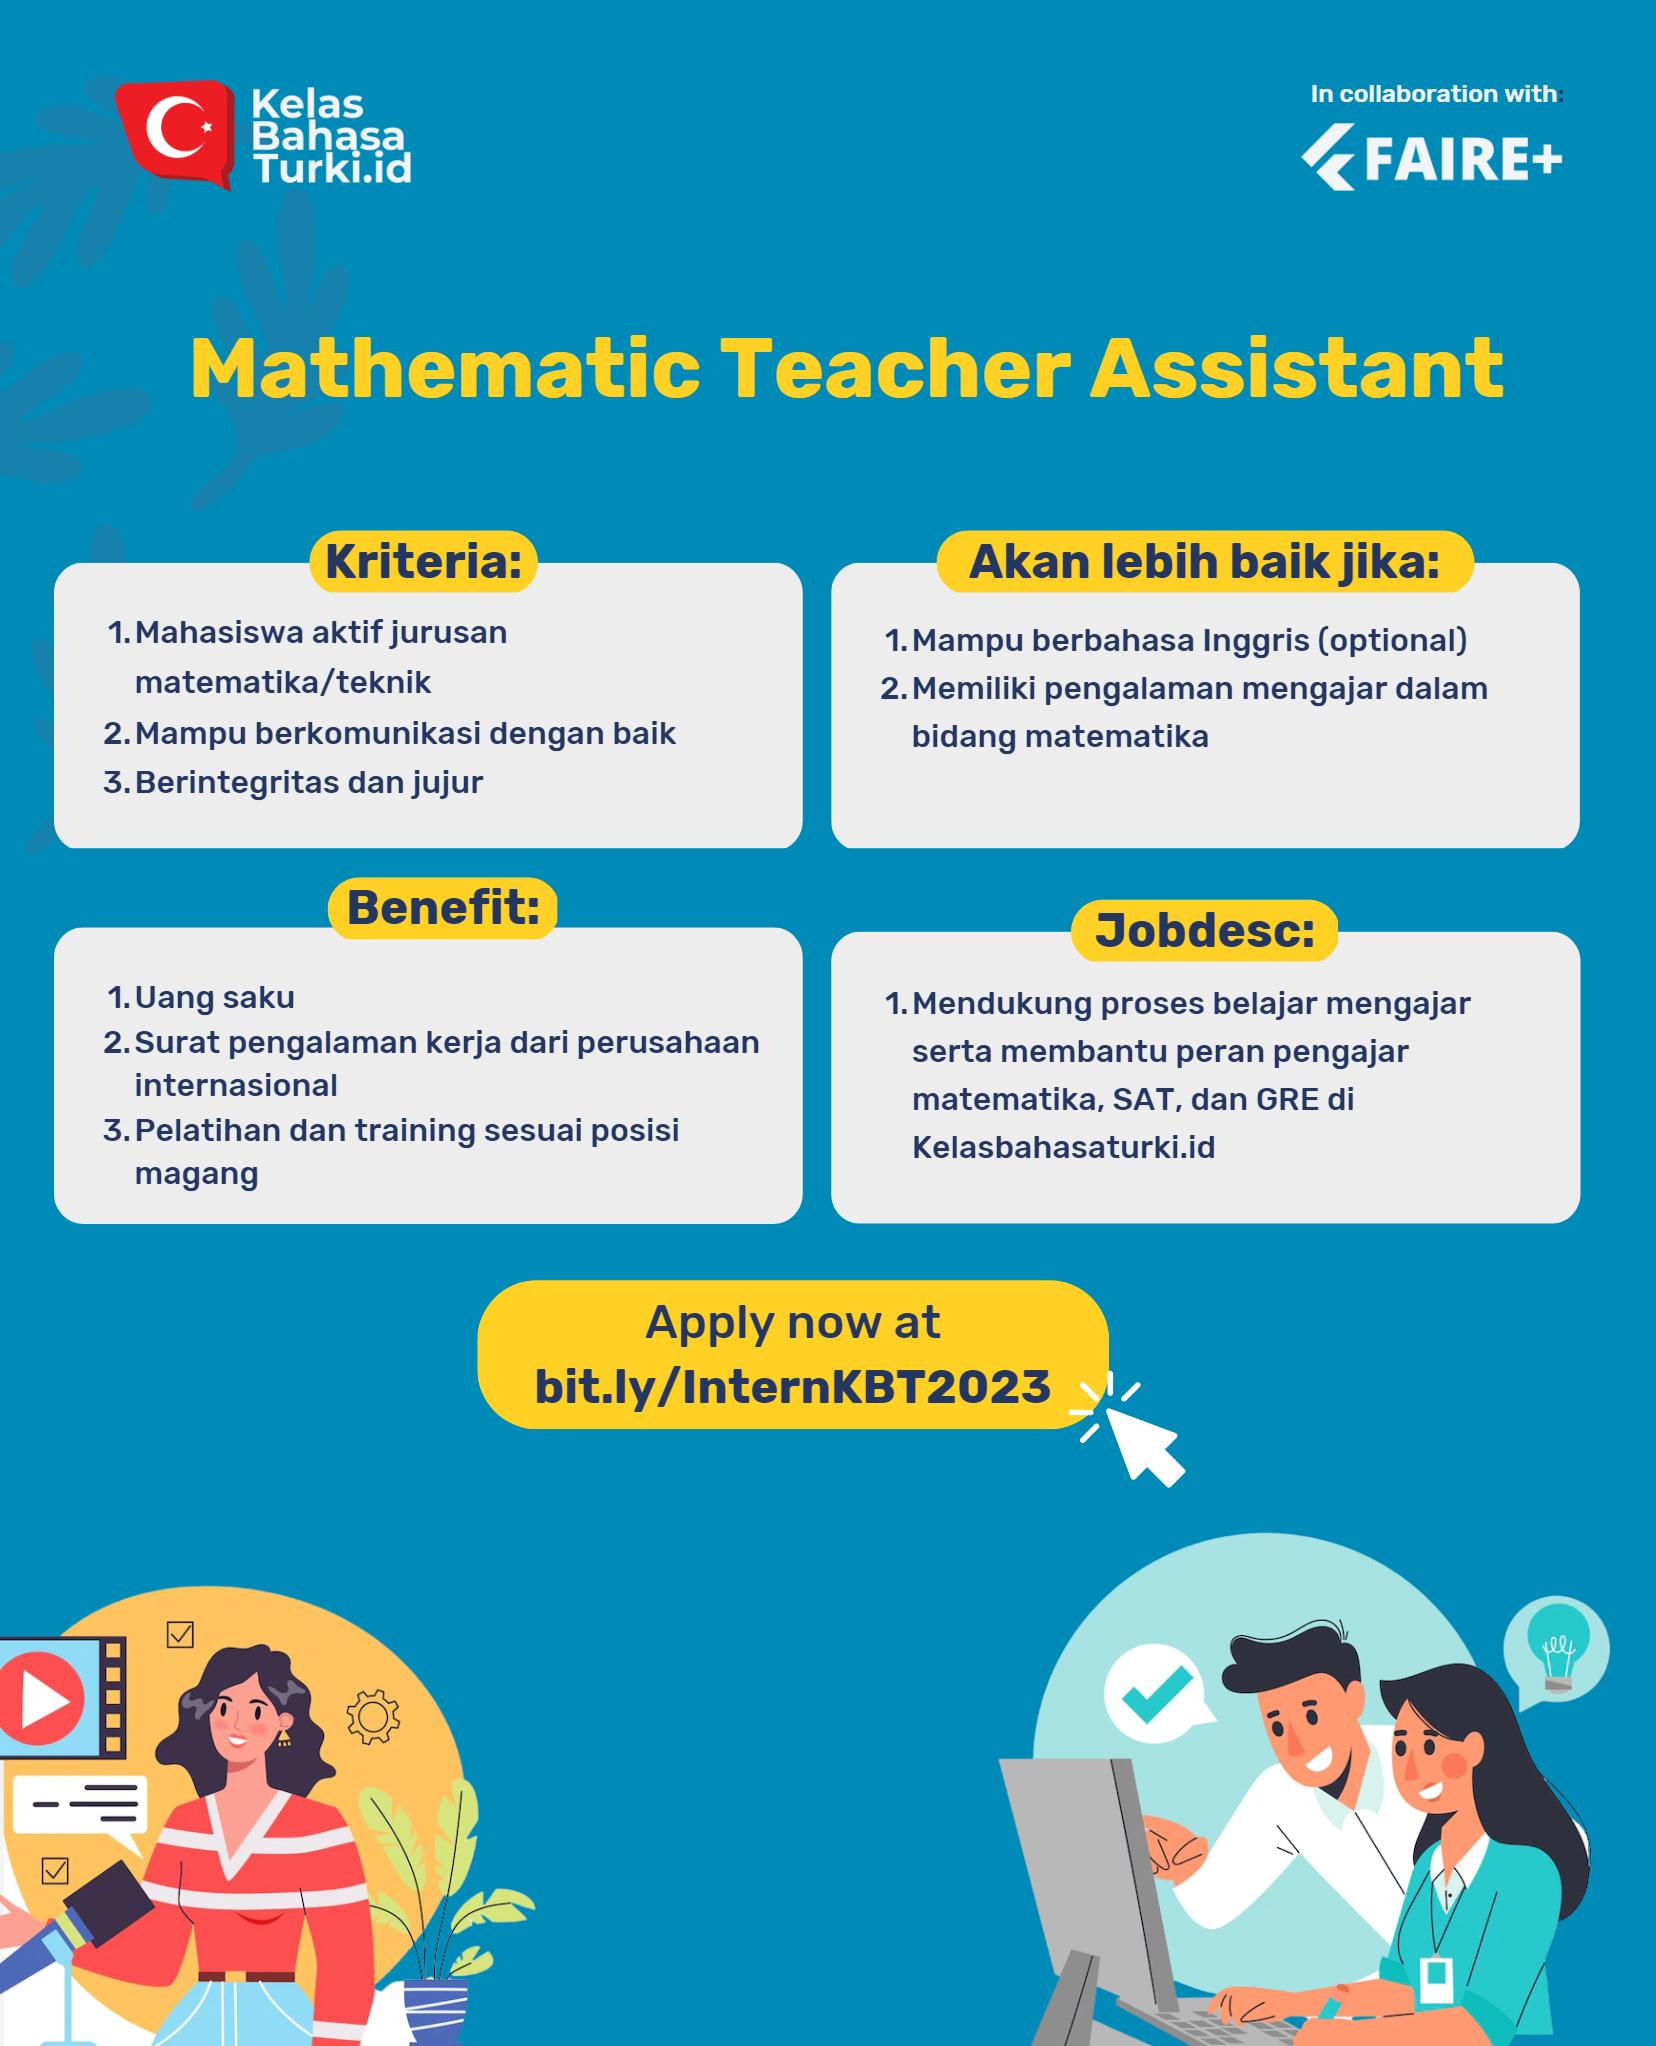 Kelas
Bahasa
Turki.id
In collaboration with:
FAIRE+
Mathematic Teacher Assistant
Kriteria:
1. Mahasiswa aktif jurusan
matematika/teknik
2. Mampu berkomunikasi dengan baik
3. Berintegritas dan jujur
Akan lebih baik jika:
1. Mampu berbahasa Inggris (optional)
2. Memiliki pengalaman mengajar dalam
bidang matematika
Benefit:
1. Uang saku
2. Surat pengalaman kerja dari perusahaan
internasional
3. Pelatihan dan training sesuai posisi
magang
Jobdesc:
1. Mendukung proses belajar mengajar
serta membantu peran pengajar
matematika, SAT, dan GRE di
Kelasbahasaturki.id
Apply now at
bit.ly/InternKBT2023